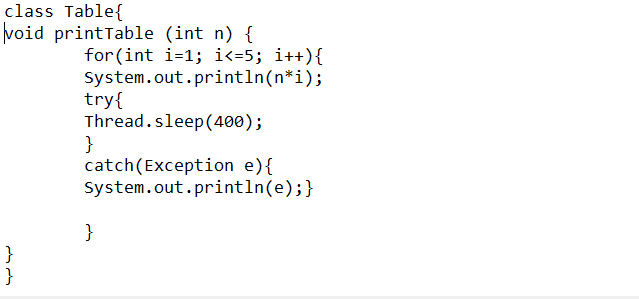 class Table{
void printTable (int n) {
for(int i=1; i<=5; i++){
System.out.println(n*i);
try{
Thread.sleep(400);
}
catch(Exception e){
System.out.println(e);}
}
}
}